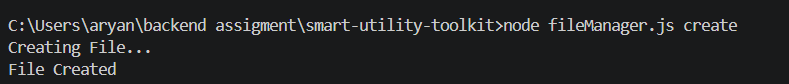 C:\Users\aryan\backend assigment\smart-utility-toolkit>node fileManager.js create
Creating File...
File Created